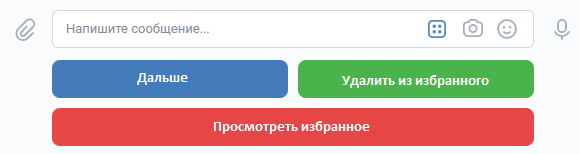 Напишите сообщение...
Дальше
Удалить из избранного
Просмотреть избранное